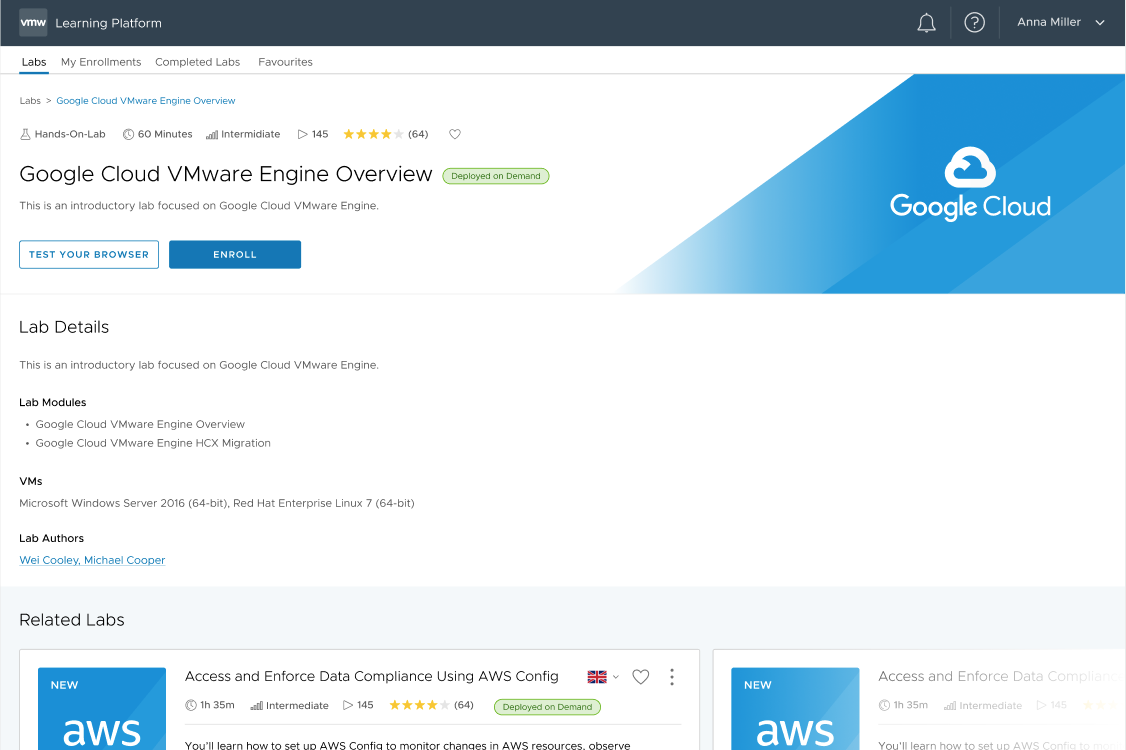 vmw Learning Platform Anna Miller
Labs My Enrollments Completed Labs Favourites
Labs > Google Cloud VMware Engine Overview
Hands-On-Lab 60 Minutes Intermidiate 145 (64)
Google Cloud VMware Engine Overview Deployed on Demand
This is an introductory lab focused on Google Cloud VMware Engine.
TEST YOUR BROWSER ENROLL
Google Cloud
Lab Details
This is an introductory lab focused on Google Cloud VMware Engine.
Lab Modules
• Google Cloud VMware Engine Overview
• Google Cloud VMware Engine HCX Migration
VMs
Microsoft Windows Server 2016 (64-bit), Red Hat Enterprise Linux 7 (64-bit)
Lab Authors
Wei Cooley, Michael Cooper
Related Labs
NEW
aws
Access and Enforce Data Compliance Using AWS Config
1h 35m Intermediate 145 (64) Deployed on Demand
You'll learn how to set up AWS Config to monitor changes in AWS resources, observe
NEW
aws
Access and Enforce Data Compliance
1h 35m Intermediate 145
You'll learn how to set up AWS Config to